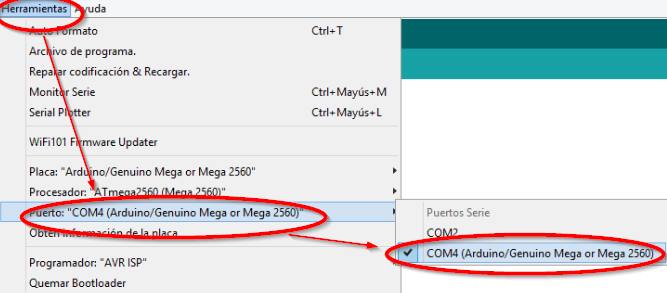 Herramientas Ayuda
Auto Formato Ctrl+T
Archivo de programa.
Reparar codificación & Recargar.
Monitor Serie Ctrl+Mayús+M
Serial Plotter Ctrl+Mayús+L
WiFi101 Firmware Updater
Placa: "Arduino/Genuino Mega or Mega 2560"
Procesador: "ATmega2560 (Mega 2560)"
Puerto: "COM4 (Arduino/Genuino Mega or Mega 2560)"
Puertos Serie
Obtén información de la placa
COM2
COM4 (Arduino/Genuino Mega or Mega 2560)
Programador: "AVR ISP"
Quemar Bootloader